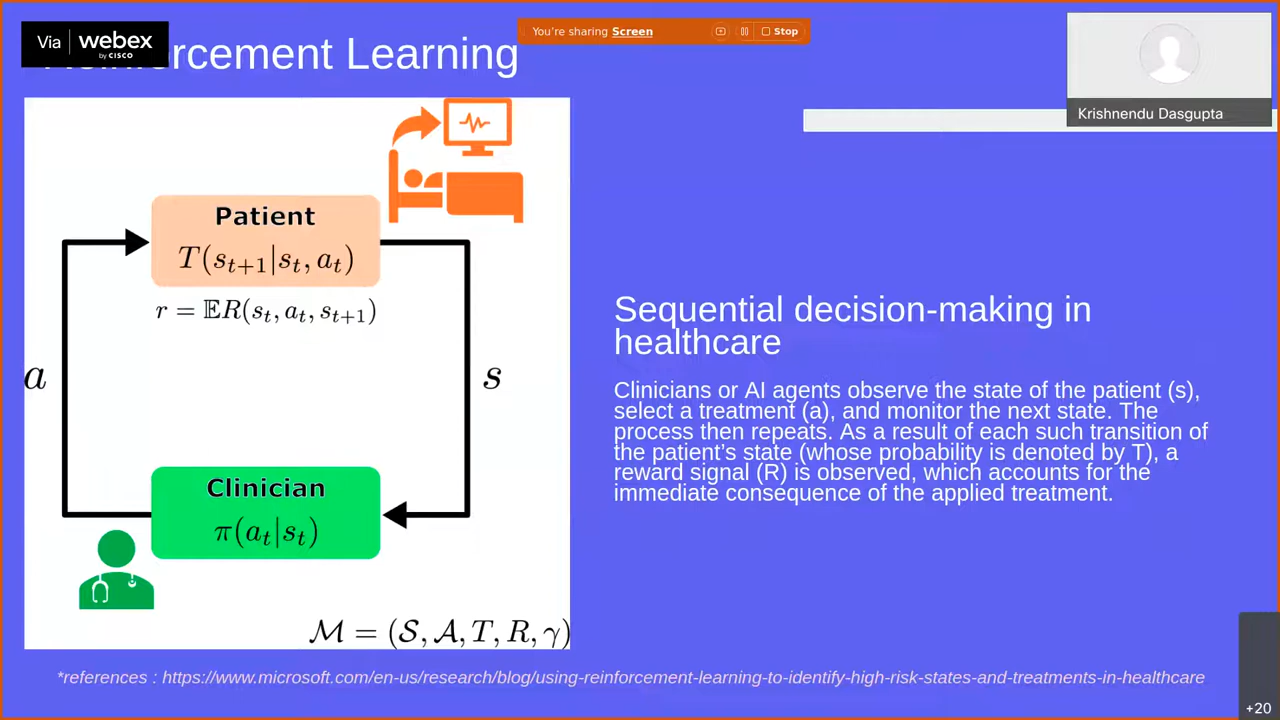 Via webex
by CISCO
You're sharing Screen
Stop
Reinforcement Learning
Krishnendu Dasgupta
Patient
T(s_{t+1}|s_t, a_t)
r = 𝔼R(s_t, a_t, s_{t+1})
a
s
Clinician
π(a_t|s_t)
ℳ = (𝒮, 𝒜, T, R, γ)
Sequential decision-making in
healthcare
Clinicians or AI agents observe the state of the patient (s),
select a treatment (a), and monitor the next state. The
process then repeats. As a result of each such transition of
the patient's state (whose probability is denoted by T), a
reward signal (R) is observed, which accounts for the
immediate consequence of the applied treatment.
*references : https://www.microsoft.com/en-us/research/blog/using-reinforcement-learning-to-identify-high-risk-states-and-treatments-in-healthcare
+20